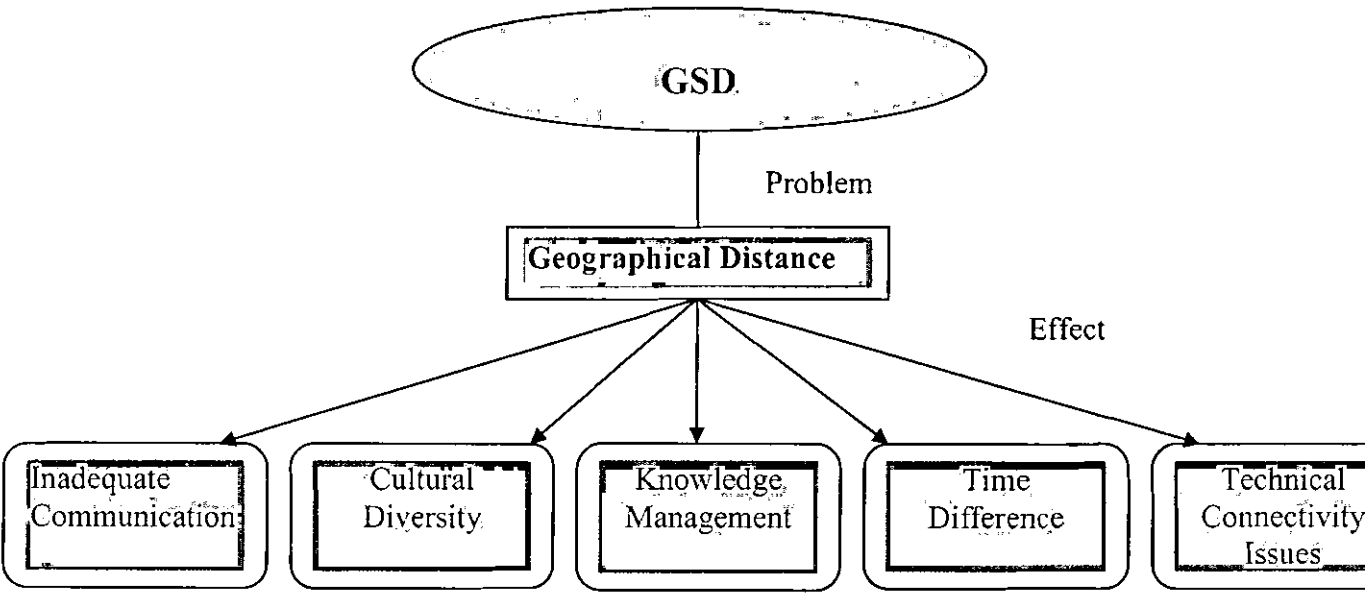 GSD
Problem
Geographical Distance
Effect
Inadequate
Communication
Cultural
Diversity
Knowledge
Management
Time
Difference
Technical
Connectivity
Issues